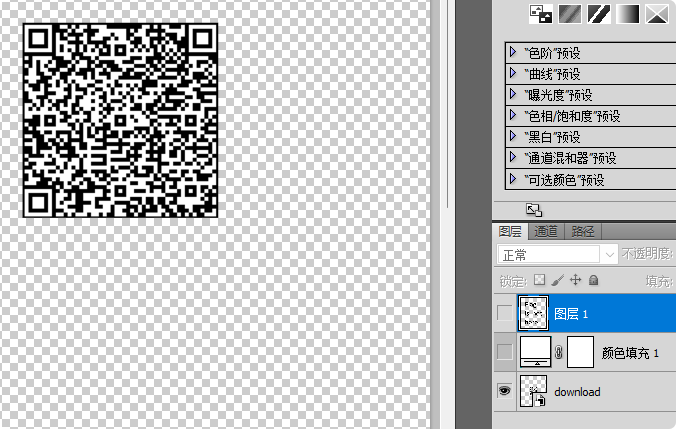 “色阶”预设
“曲线”预设
“曝光度”预设
“色相/饱和度”预设
“黑白”预设
“通道混和器”预设
“可选颜色”预设
图层 通道 路径
正常 不透明度:
锁定: 填充:
图层 1
颜色填充 1
download